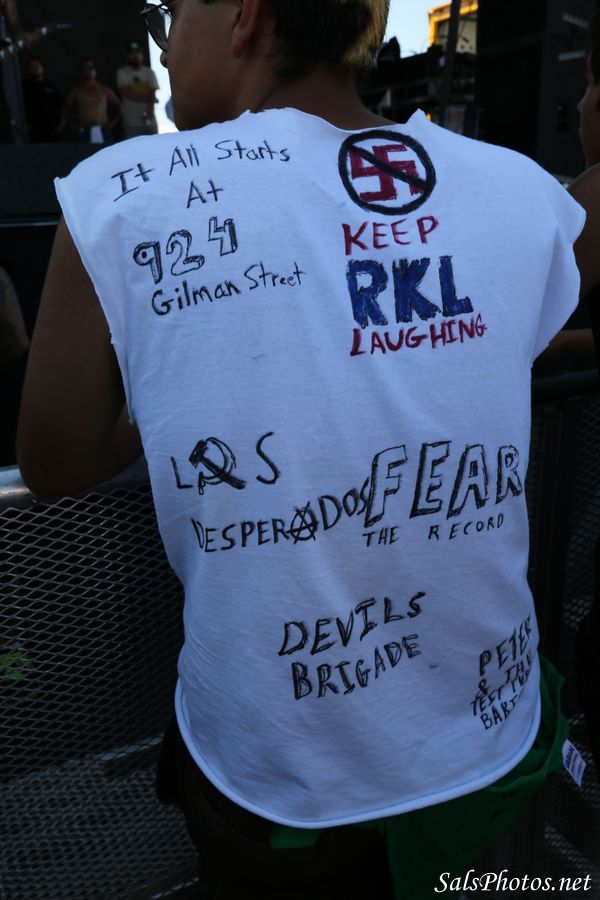 It All Starts
At
924
Gilman Street
KEEP
RKL
LAUGHING
LOS
DESPERADOS
FEAR
THE RECORD
DEVILS
BRIGADE
PETER
& THE
TEST TUBE
SalsPhotos.net